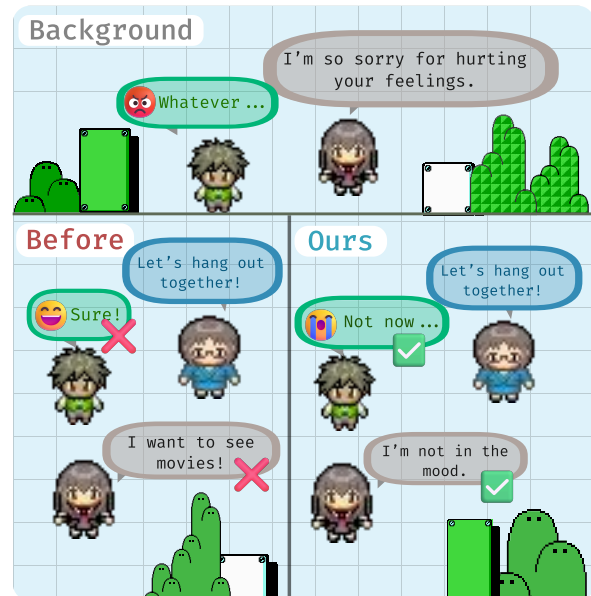 Background
I'm so sorry for hurting
your feelings.
Whatever...
Before
Let's hang out
together!
Sure!
I want to see
movies!
Ours
Let's hang out
together!
Not now...
I'm not in the
mood.